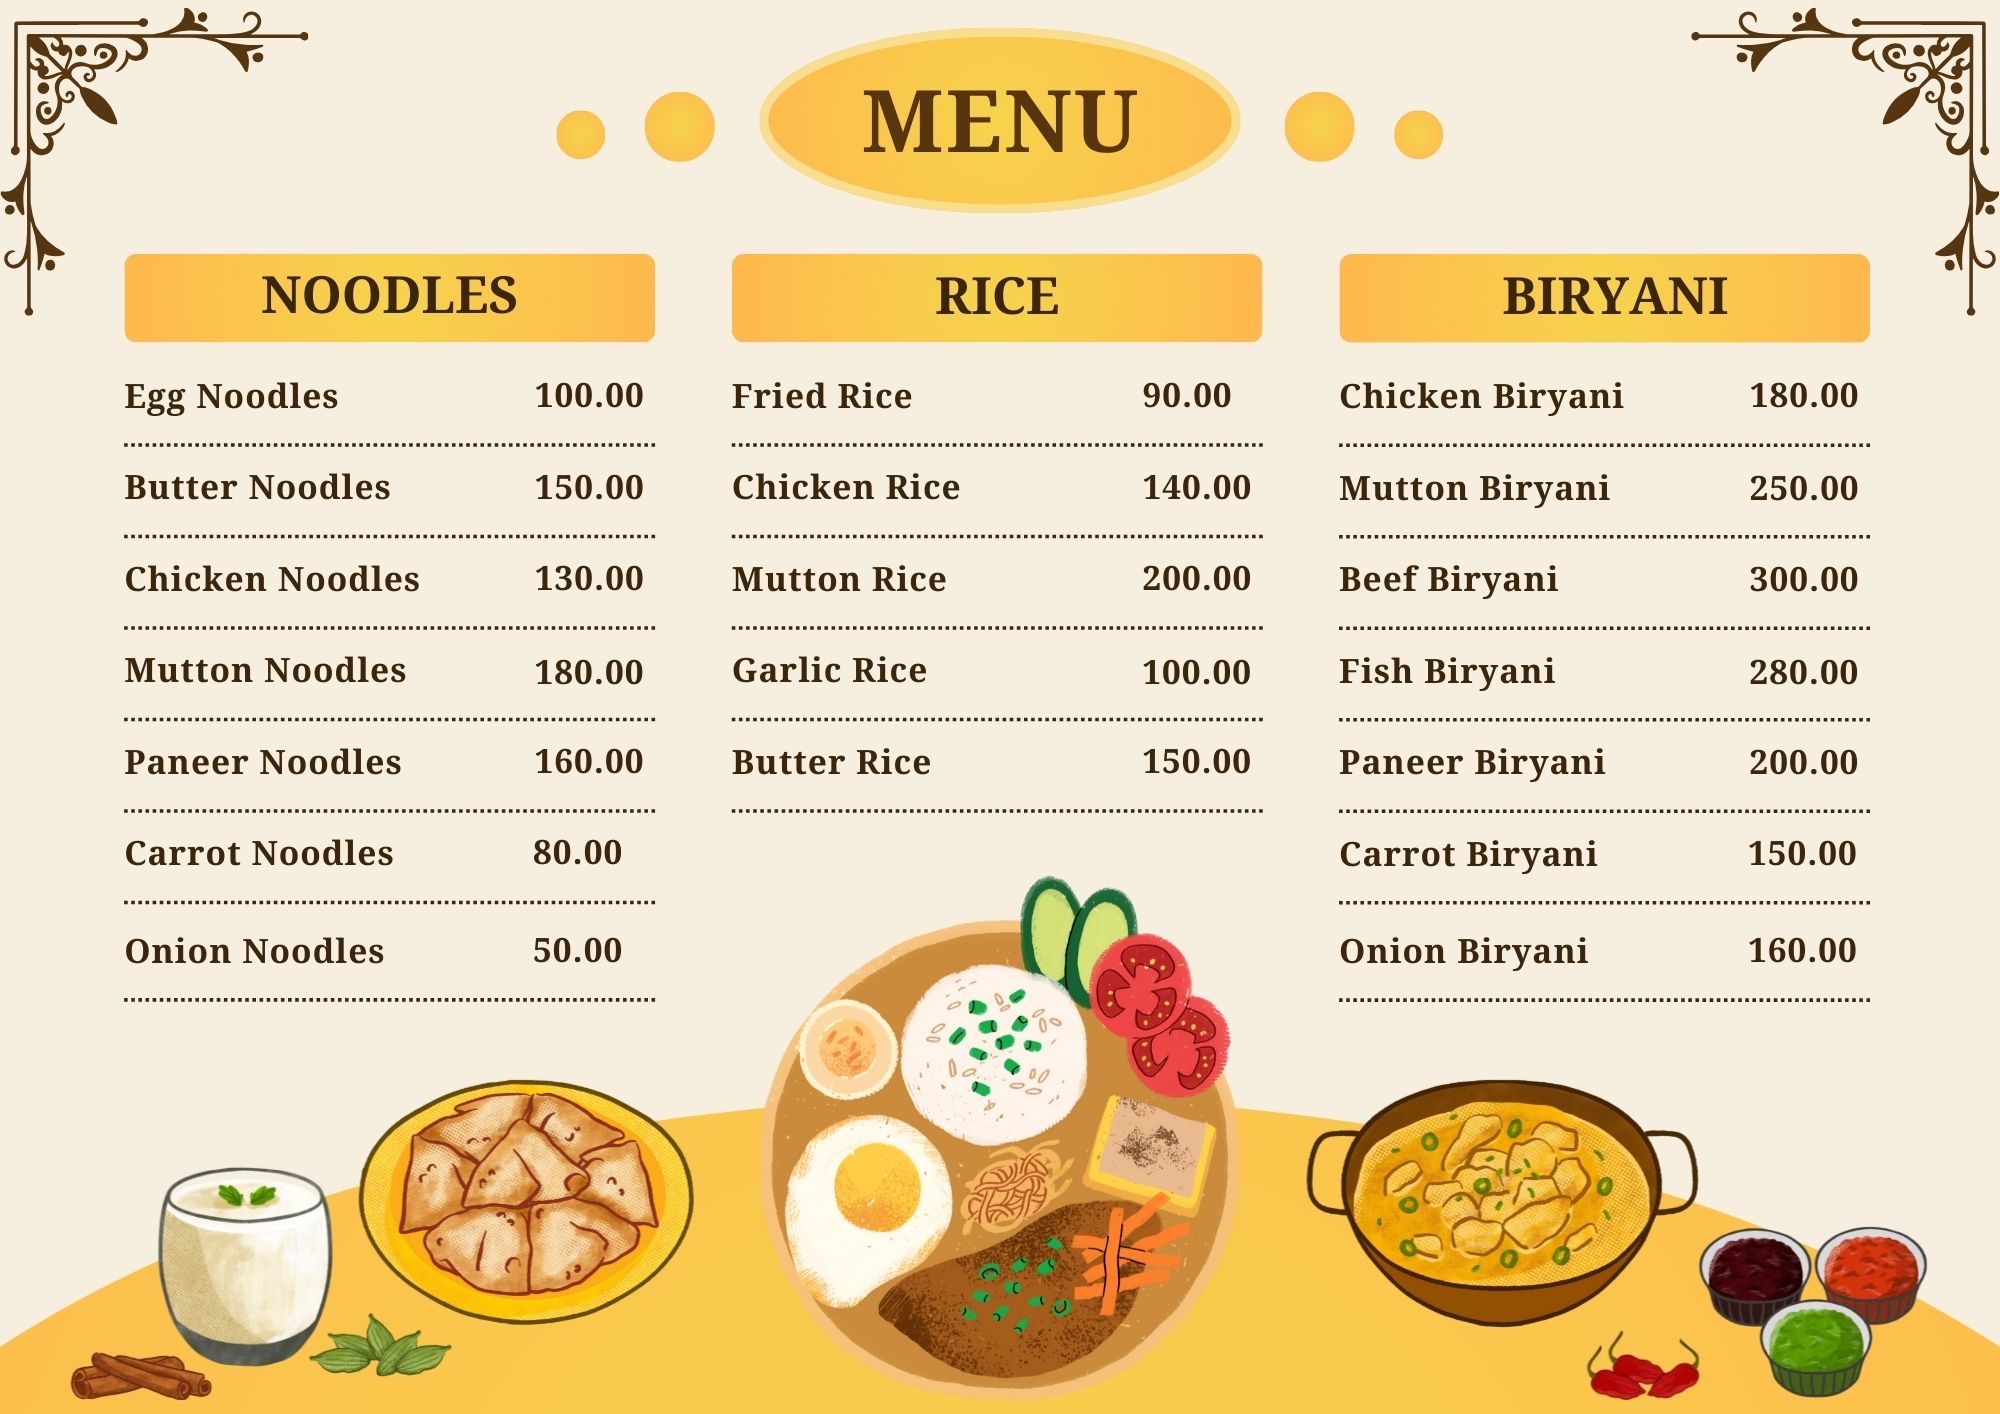 MENU
NOODLES
Egg Noodles 100.00
Butter Noodles 150.00
Chicken Noodles 130.00
Mutton Noodles 180.00
Paneer Noodles 160.00
Carrot Noodles 80.00
Onion Noodles 50.00
RICE
Fried Rice 90.00
Chicken Rice 140.00
Mutton Rice 200.00
Garlic Rice 100.00
Butter Rice 150.00
BIRYANI
Chicken Biryani 180.00
Mutton Biryani 250.00
Beef Biryani 300.00
Fish Biryani 280.00
Paneer Biryani 200.00
Carrot Biryani 150.00
Onion Biryani 160.00